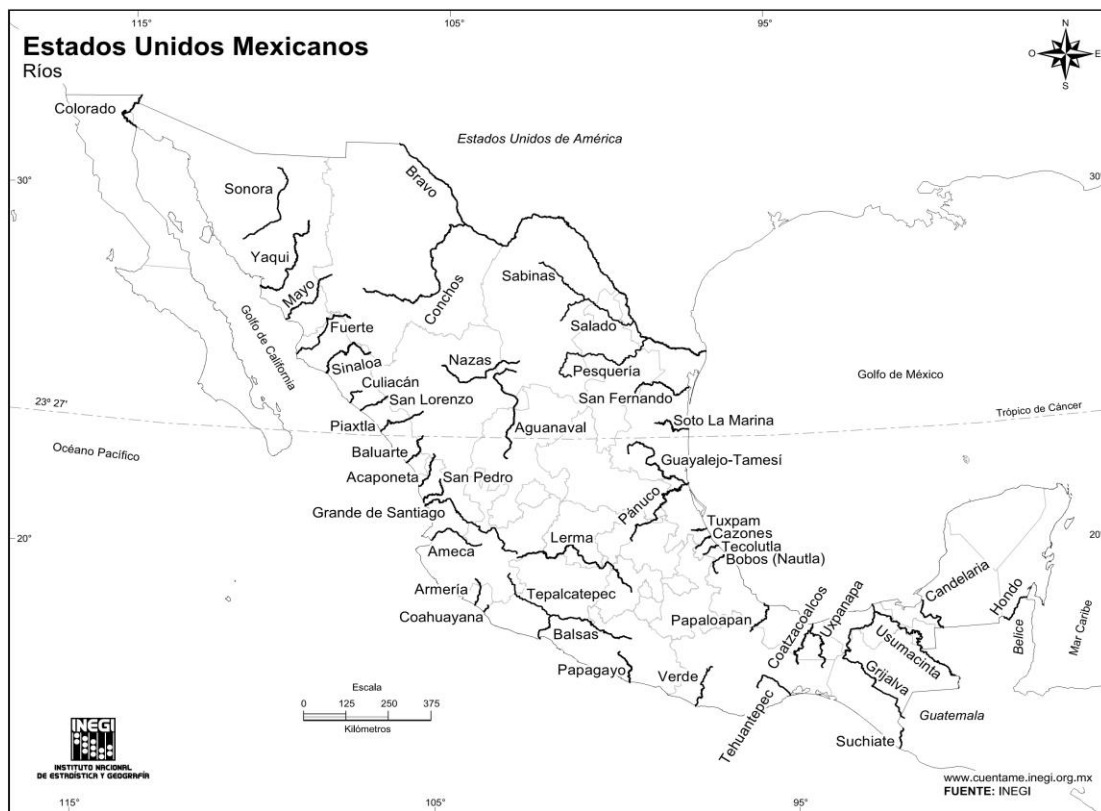 115°
105°
95°
Estados Unidos Mexicanos
Ríos
N
O
E
S
Colorado
Estados Unidos de América
30°
30°
Sonora
Bravo
Yaqui
Mayo
Sabinas
Conchos
Golfo de California
Fuerte
Salado
Sinaloa
Nazas
Pesquería
Golfo de México
Culiacán
San Lorenzo
San Fernando
23° 27'
Trópico de Cáncer
Piaxtla
Aguanaval
Soto La Marina
Océano Pacífico
Baluarte
Guayalejo-Tamesí
Acaponeta
San Pedro
Grande de Santiago
Pánuco
Tuxpam
Cazones
20°
20°
Ameca
Lerma
Tecolutla
Bobos (Nautla)
Armería
Tepalcatepec
Candelaria
Hondo
Coahuayana
Balsas
Papaloapan
Coatzacoalcos
Uxpanapa
Usumacinta
Belice
Mar Caribe
Papagayo
Verde
Grijalva
Tehuantepec
Guatemala
Suchiate
Escala
0 125 250 375
Kilómetros
INEGI
INSTITUTO NACIONAL
DE ESTADÍSTICA Y GEOGRAFÍA
www.cuentame.inegi.org.mx
FUENTE: INEGI
115°
105°
95°